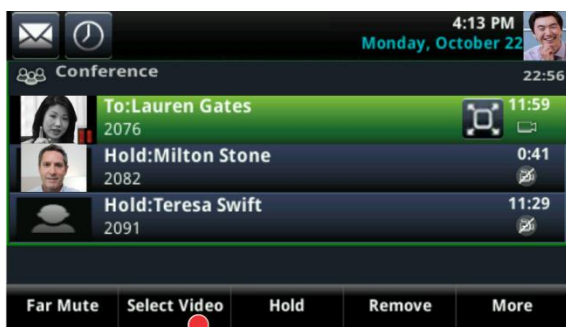 4:13 PM
Monday, October 22
Conference
22:56
To:Lauren Gates
11:59
2076
Hold:Milton Stone
0:41
2082
Hold:Teresa Swift
11:29
2091
Far Mute
Select Video
Hold
Remove
More